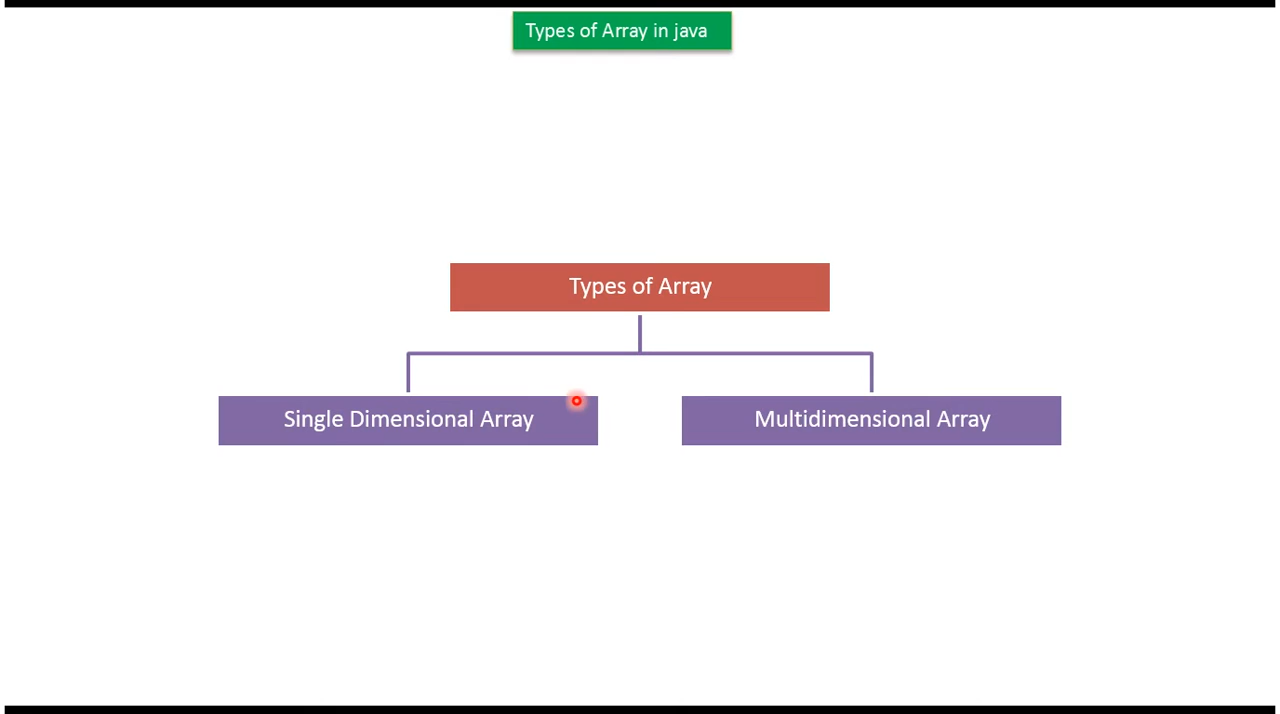 Types of Array in java
Types of Array
Single Dimensional Array
Multidimensional Array